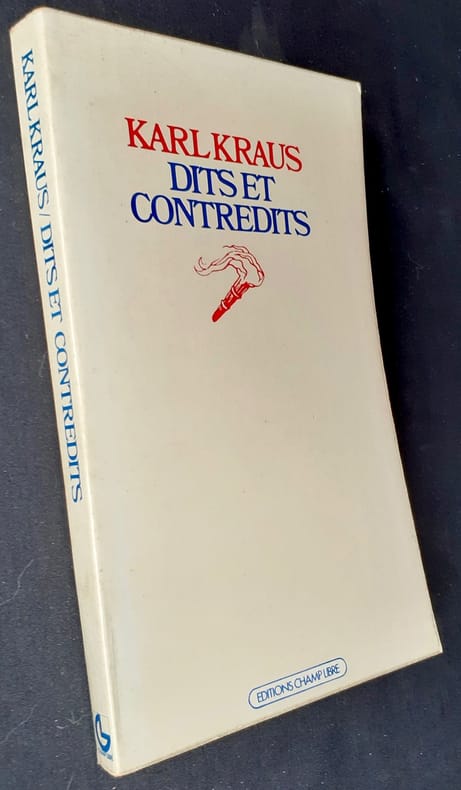 KARL KRAUS
DITS ET
CONTREDITS
EDITIONS CHAMP LIBRE
KARL KRAUS / DITS ET CONTREDITS